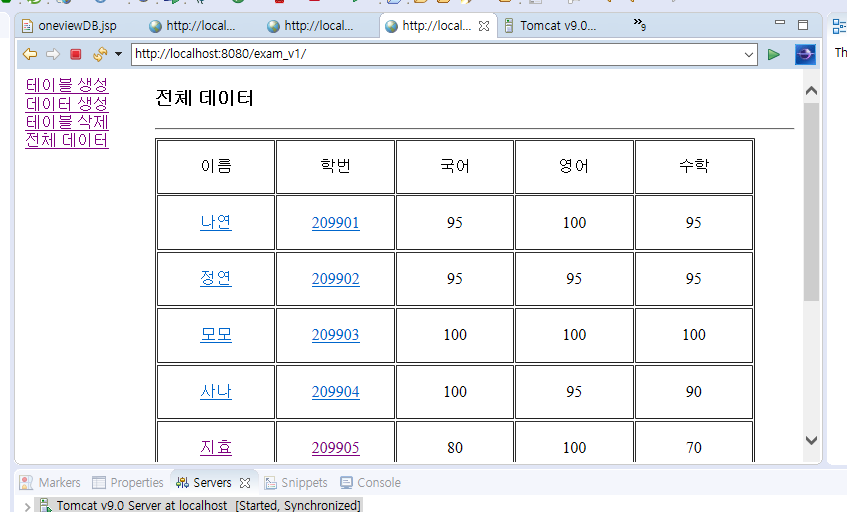 oneviewDB.jsp http://local... http://local... http://local... Tomcat v9.0... »9
http://localhost:8080/exam_v1/
Th
테이블 생성
데이터 생성
테이블 삭제
전체 데이터
전체 데이터
이름 학번 국어 영어 수학
나연 209901 95 100 95
정연 209902 95 95 95
모모 209903 100 100 100
사나 209904 100 95 90
지효 209905 80 100 70
Markers Properties Servers Snippets Console
Tomcat v9.0 Server at localhost [Started, Synchronized]